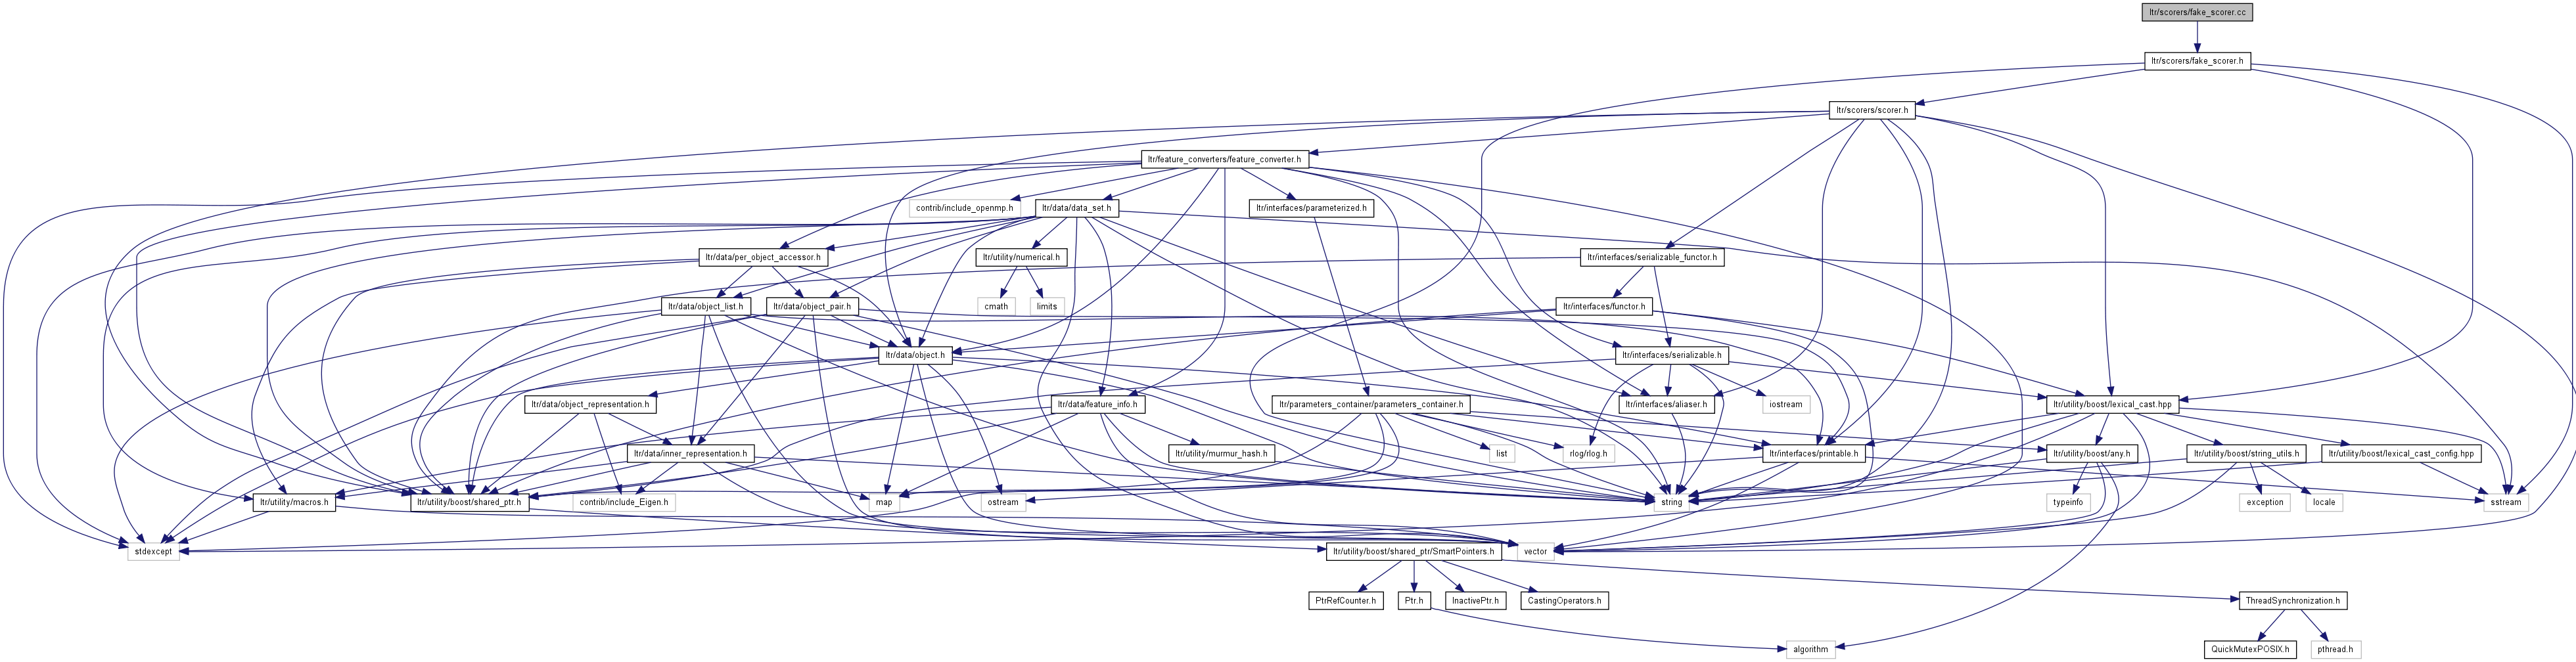 ltr/scorers/fake_scorer.cc
ltr/scorers/fake_scorer.h
ltr/scorers/scorer.h
ltr/feature_converters/feature_converter.h
contrib/include_openmp.h
ltr/data/data_set.h
ltr/interfaces/parameterized.h
ltr/data/per_object_accessor.h
ltr/utility/numerical.h
ltr/interfaces/serializable_functor.h
ltr/data/object_list.h
ltr/data/object_pair.h
cmath
limits
ltr/interfaces/functor.h
ltr/data/object.h
ltr/interfaces/serializable.h
ltr/data/object_representation.h
ltr/data/feature_info.h
ltr/parameters_container/parameters_container.h
ltr/interfaces/aliaser.h
iostream
ltr/utility/boost/lexical_cast.hpp
ltr/data/inner_representation.h
ltr/utility/murmur_hash.h
list
rlog/rlog.h
ltr/interfaces/printable.h
ltr/utility/boost/any.h
ltr/utility/boost/string_utils.h
ltr/utility/boost/lexical_cast_config.hpp
ltr/utility/macros.h
ltr/utility/boost/shared_ptr.h
contrib/include_Eigen.h
map
ostream
string
typeinfo
exception
locale
sstream
stdexcept
ltr/utility/boost/shared_ptr/SmartPointers.h
vector
PtrRefCounter.h
Ptr.h
InactivePtr.h
CastingOperators.h
ThreadSynchronization.h
algorithm
QuickMutexPOSIX.h
pthread.h